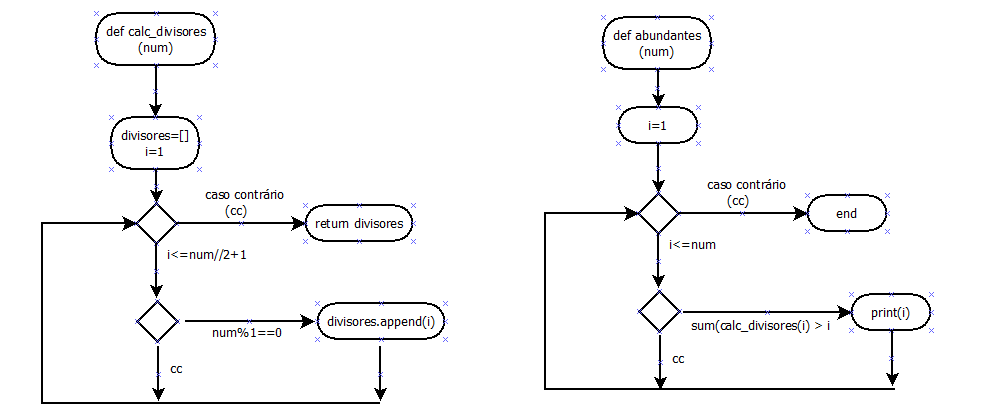 def calc_divisores
(num)
divisores=[]
i=1
caso contrário
(cc)
return divisores
i<=num//2+1
divisores.append(i)
num%1==0
cc
def abundantes
(num)
i=1
caso contrário
(cc)
end
i<=num
print(i)
sum(calc_divisores(i) > i
cc